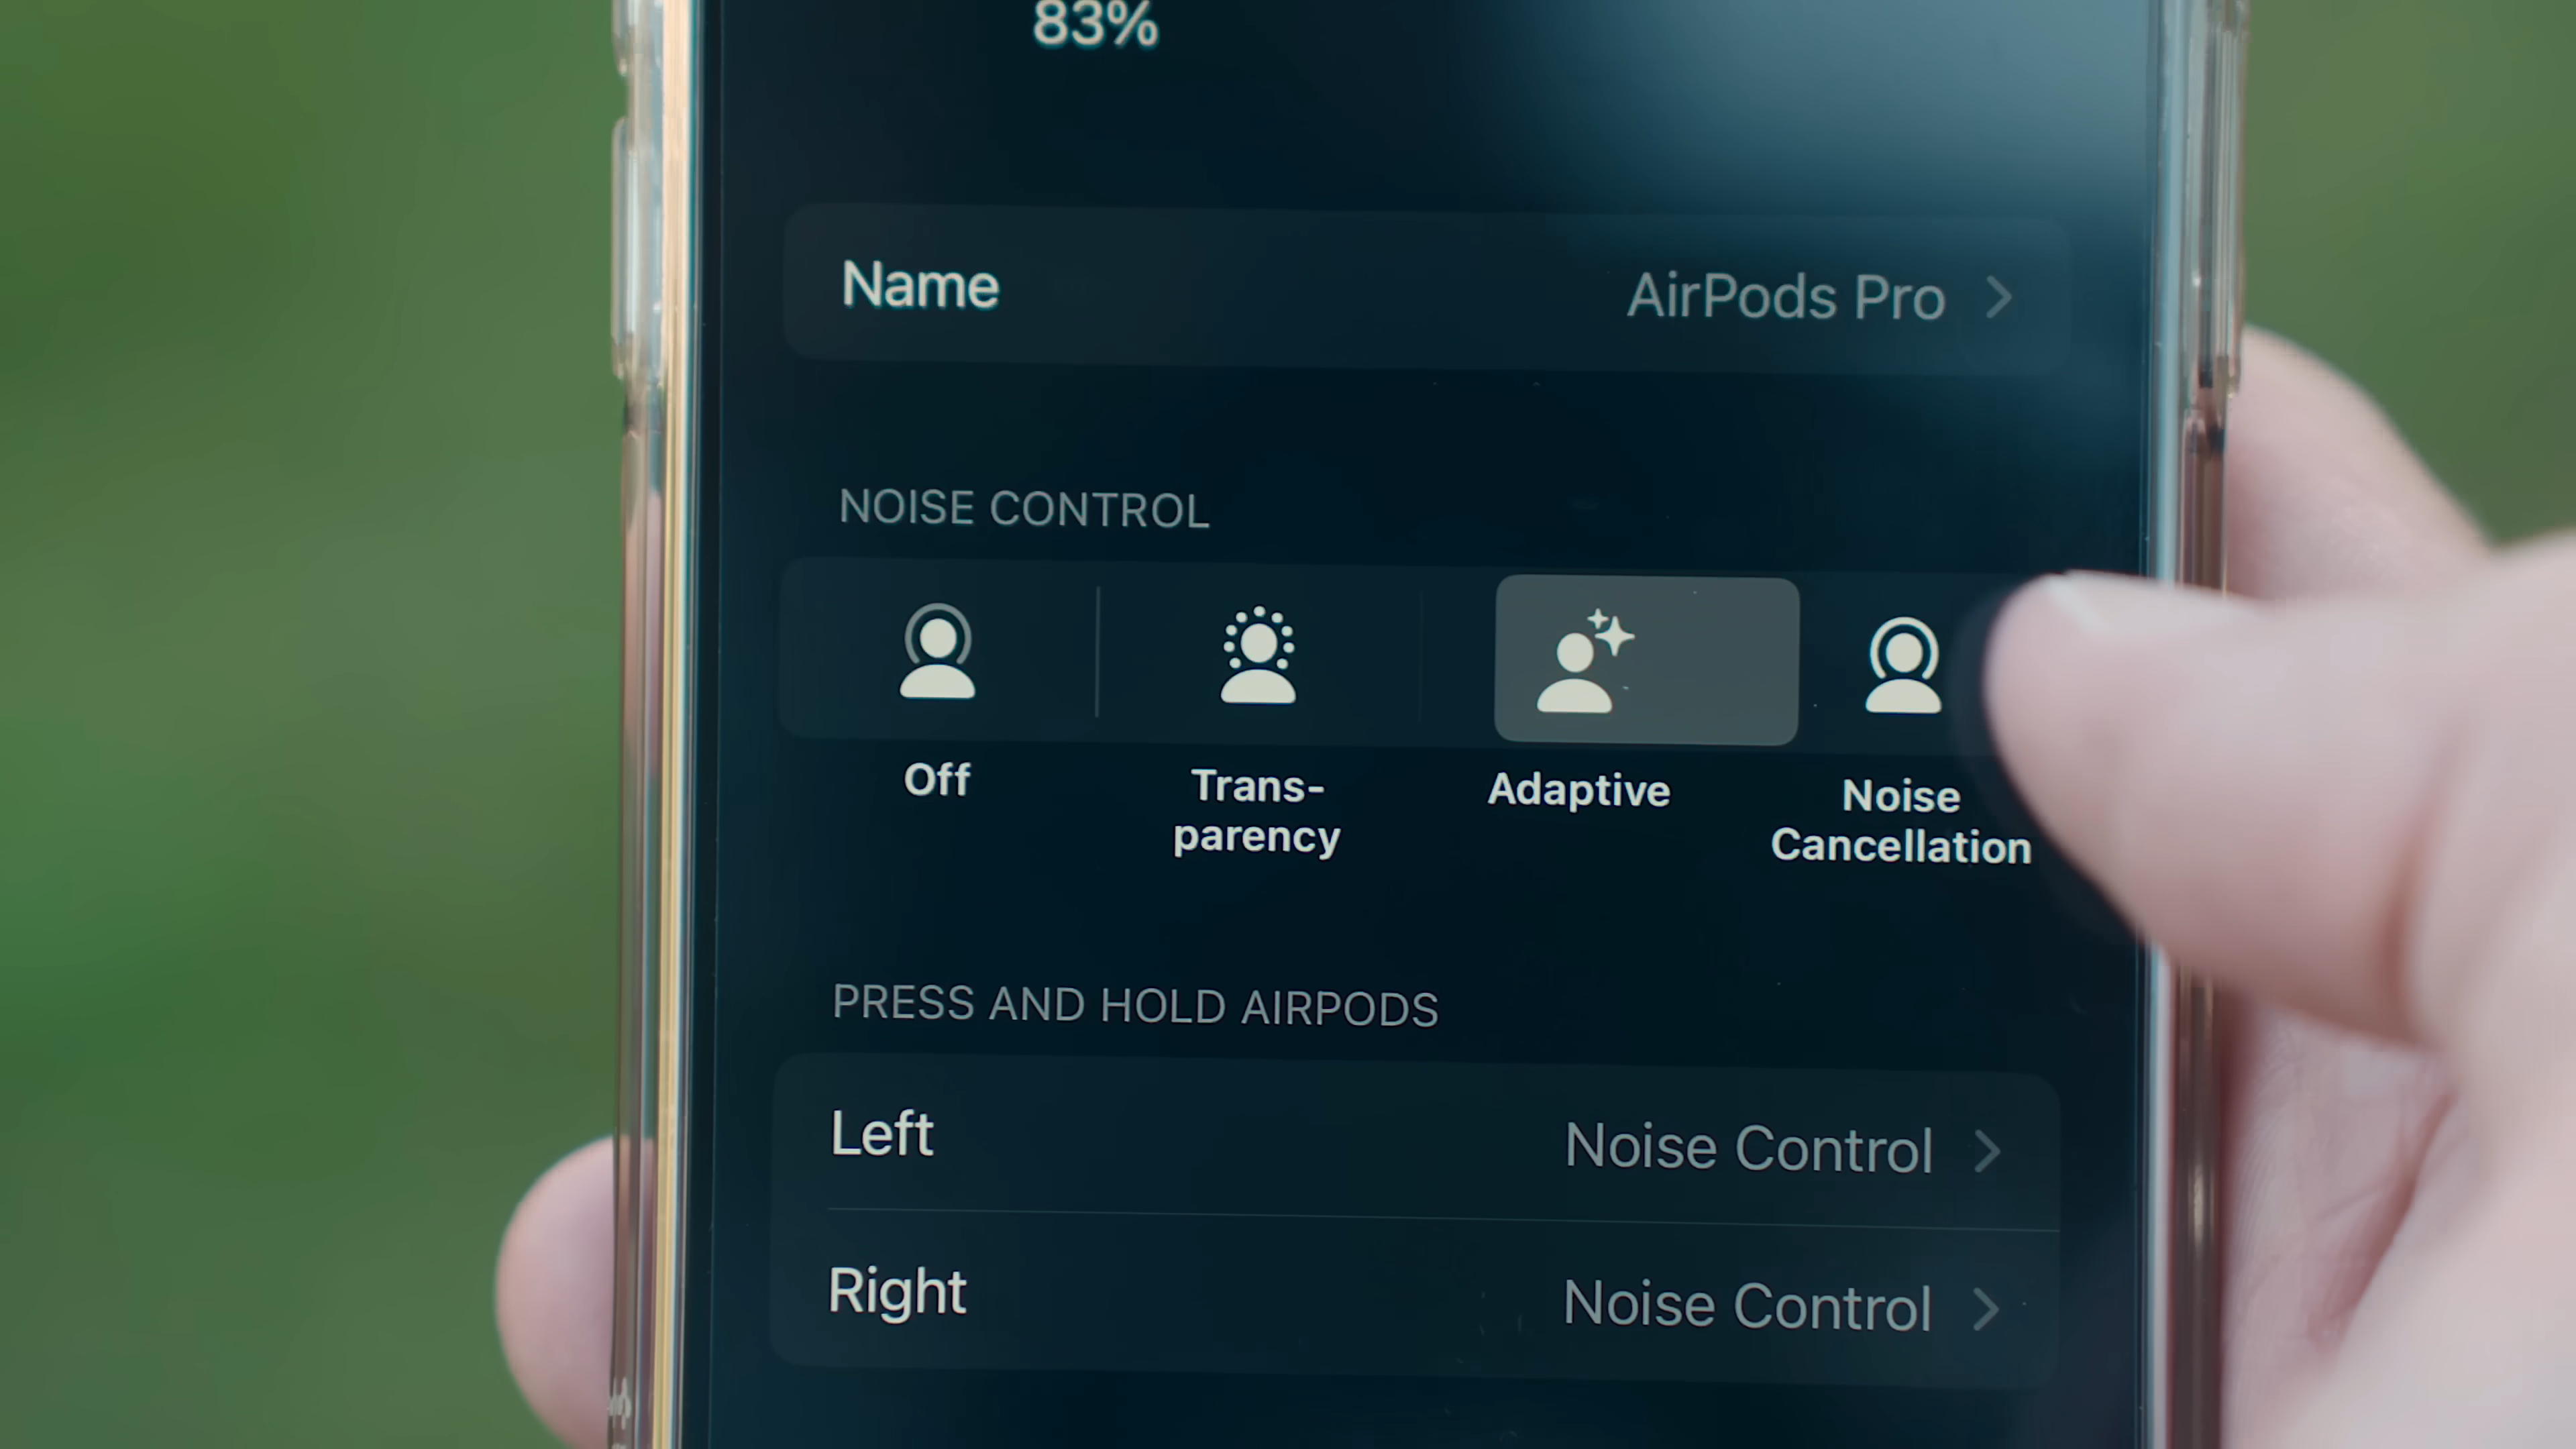 83%
Name
AirPods Pro
NOISE CONTROL
Off
Trans-
parency
Adaptive
Noise
Cancellation
PRESS AND HOLD AIRPODS
Left
Noise Control
Right
Noise Control